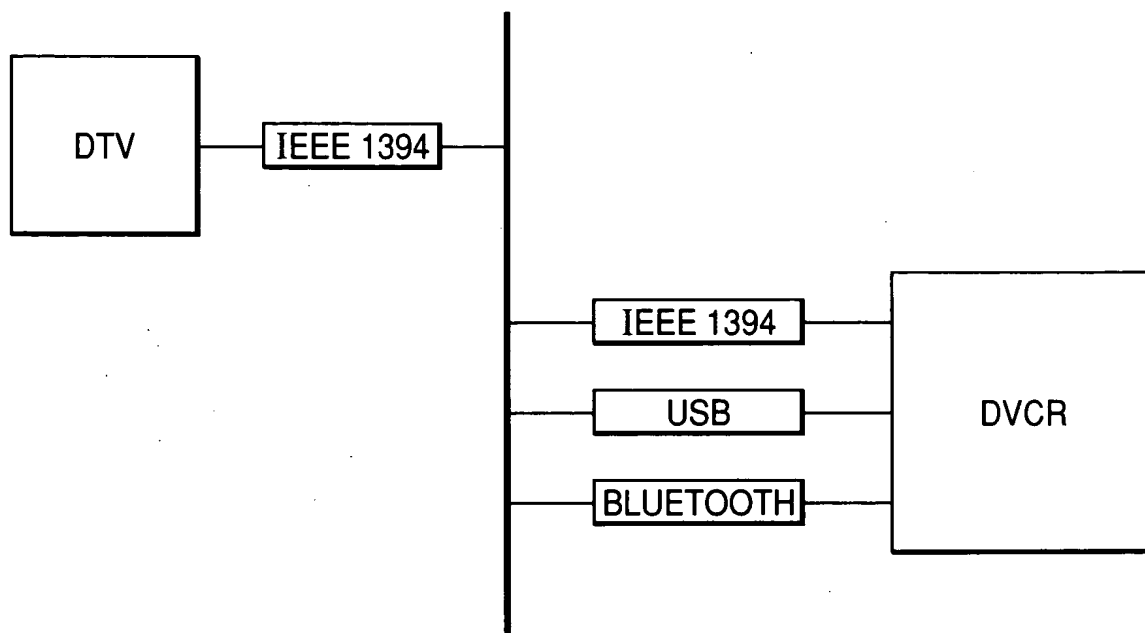 DTV
IEEE 1394
IEEE 1394
USB
DVCR
BLUETOOTH